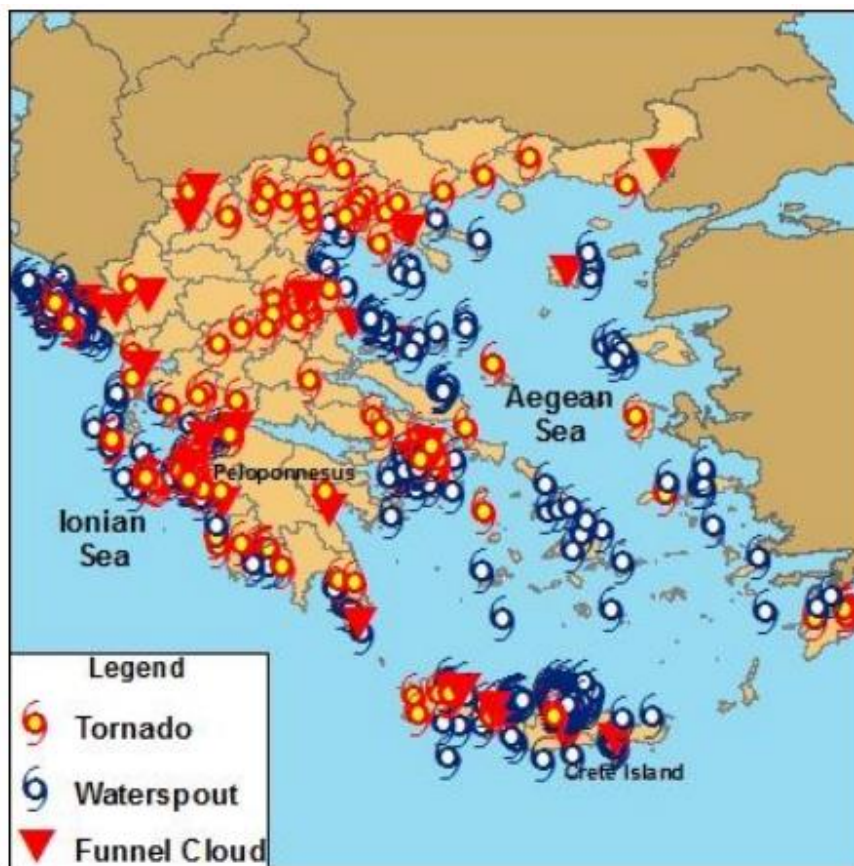 Aegean
Sea
Peloponnesus
Ionian
Sea
Crete Island
Legend
Tornado
Waterspout
Funnel Cloud